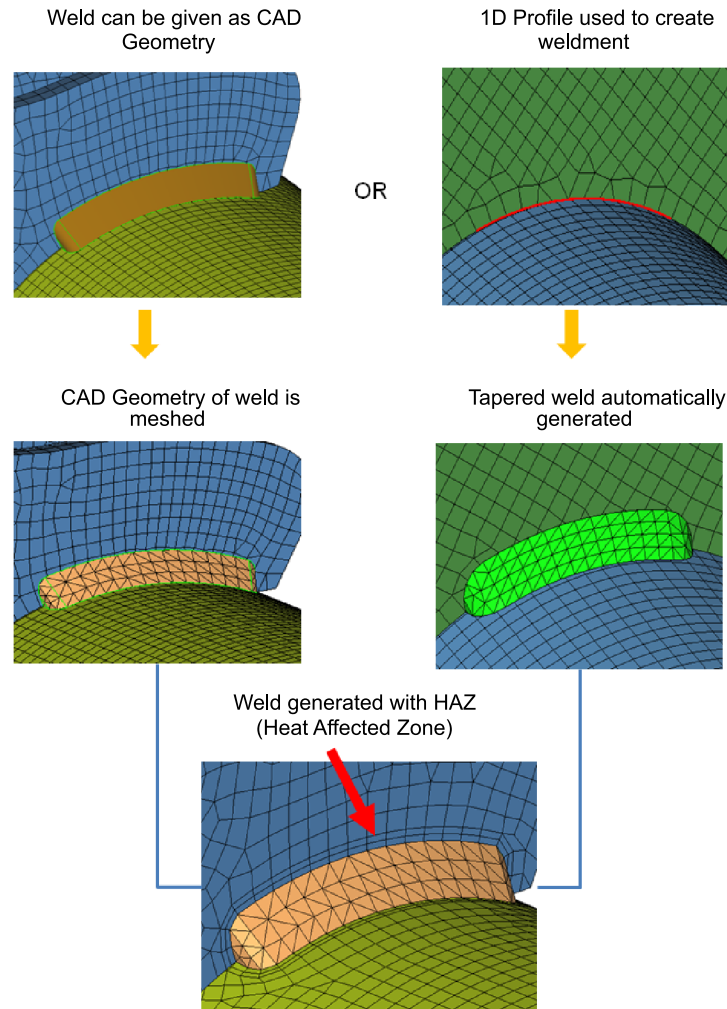 Weld can be given as CAD
Geometry
1D Profile used to create
weldment
OR
CAD Geometry of weld is
meshed
Tapered weld automatically
generated
Weld generated with HAZ
(Heat Affected Zone)